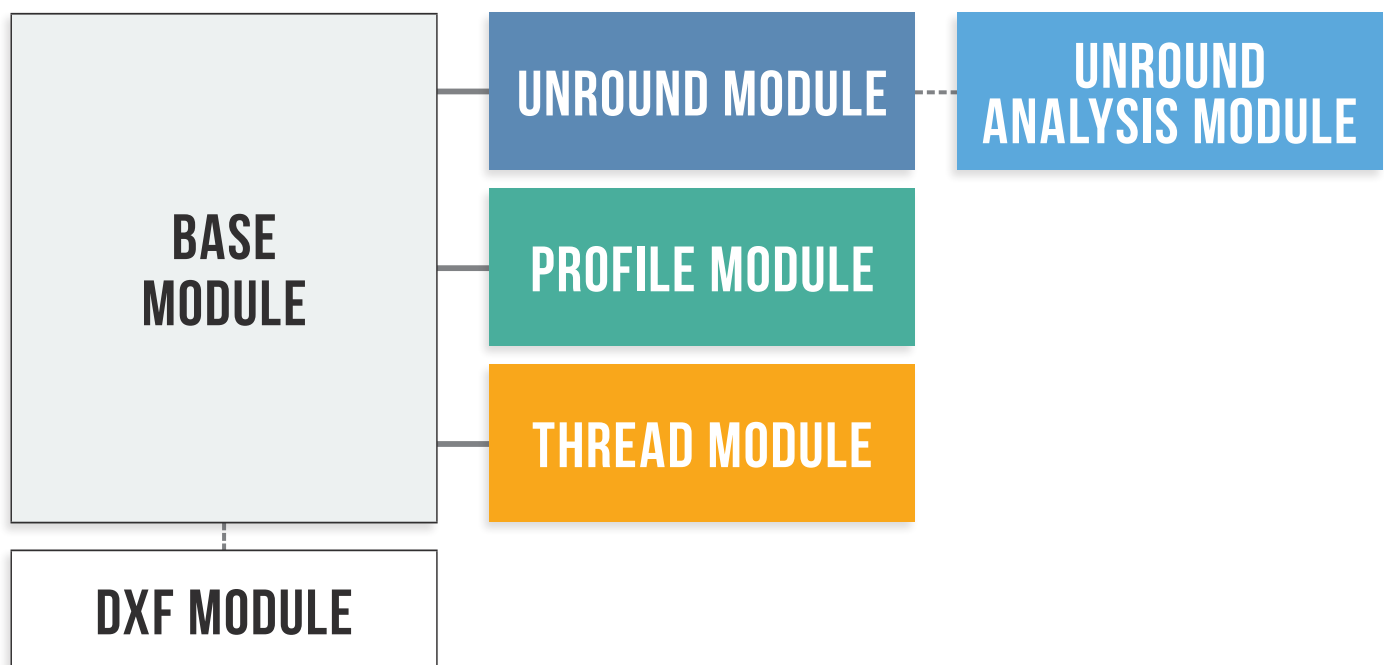 BASE
MODULE
UNROUND MODULE
UNROUND
ANALYSIS MODULE
PROFILE MODULE
THREAD MODULE
DXF MODULE